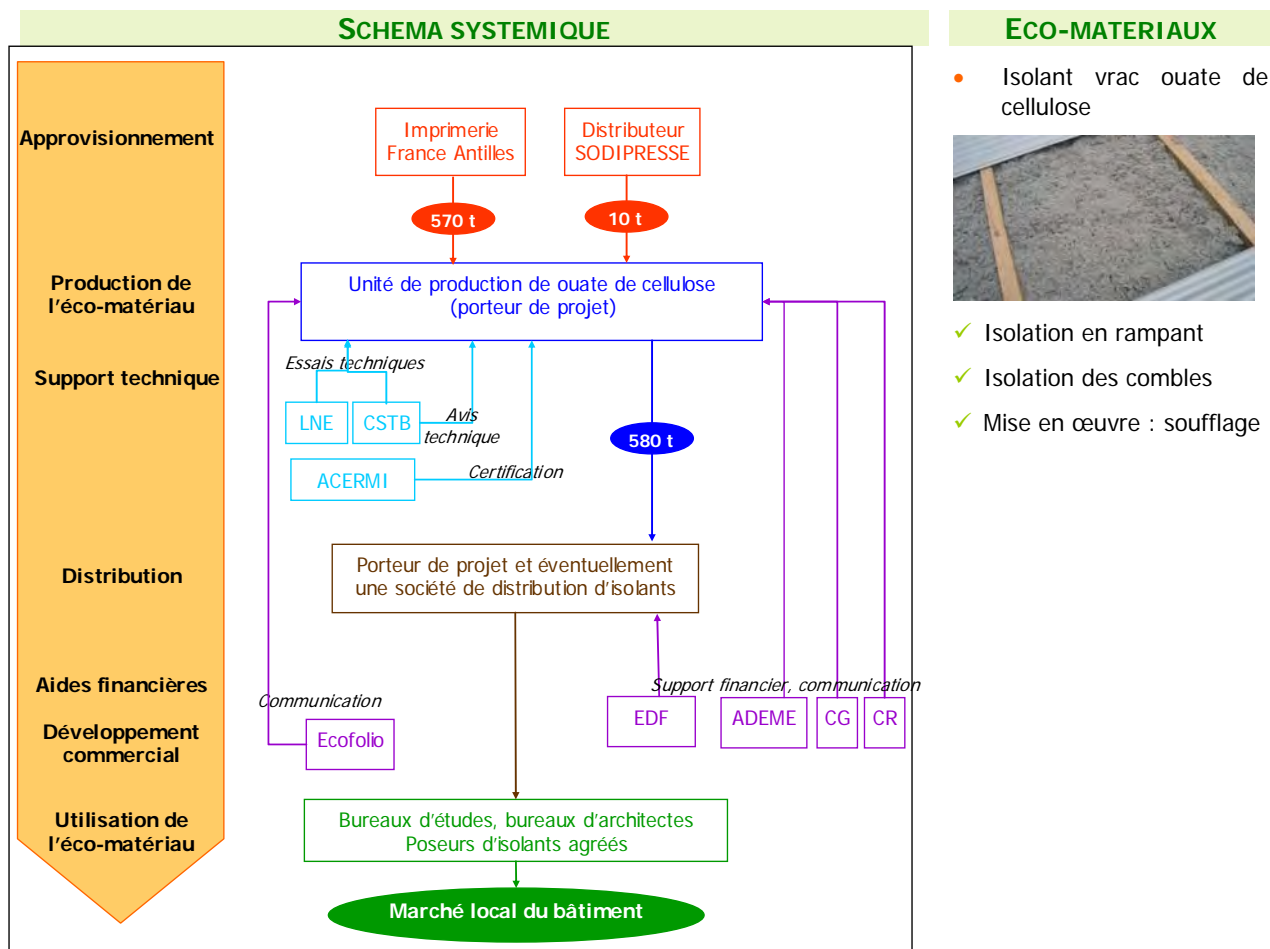 SCHEMA SYSTEMIQUE
Approvisionnement
Imprimerie
France Antilles
Distributeur
SODIPRESSE
570 t
10 t
Production de
l'éco-matériau
Unité de production de ouate de cellulose
(porteur de projet)
Support technique
Essais techniques
LNE
CSTB
Avis
technique
580 t
ACERMI
Certification
Distribution
Porteur de projet et éventuellement
une société de distribution d'isolants
Aides financières
Développement
commercial
Communication
Ecofolio
Support financier, communication
EDF
ADEME
CG
CR
Utilisation de
l'éco-matériau
Bureaux d'études, bureaux d'architectes
Poseurs d'isolants agréés
Marché local du bâtiment
ECO-MATERIAUX
• Isolant vrac ouate de
cellulose
✓ Isolation en rampant
✓ Isolation des combles
✓ Mise en œuvre : soufflage